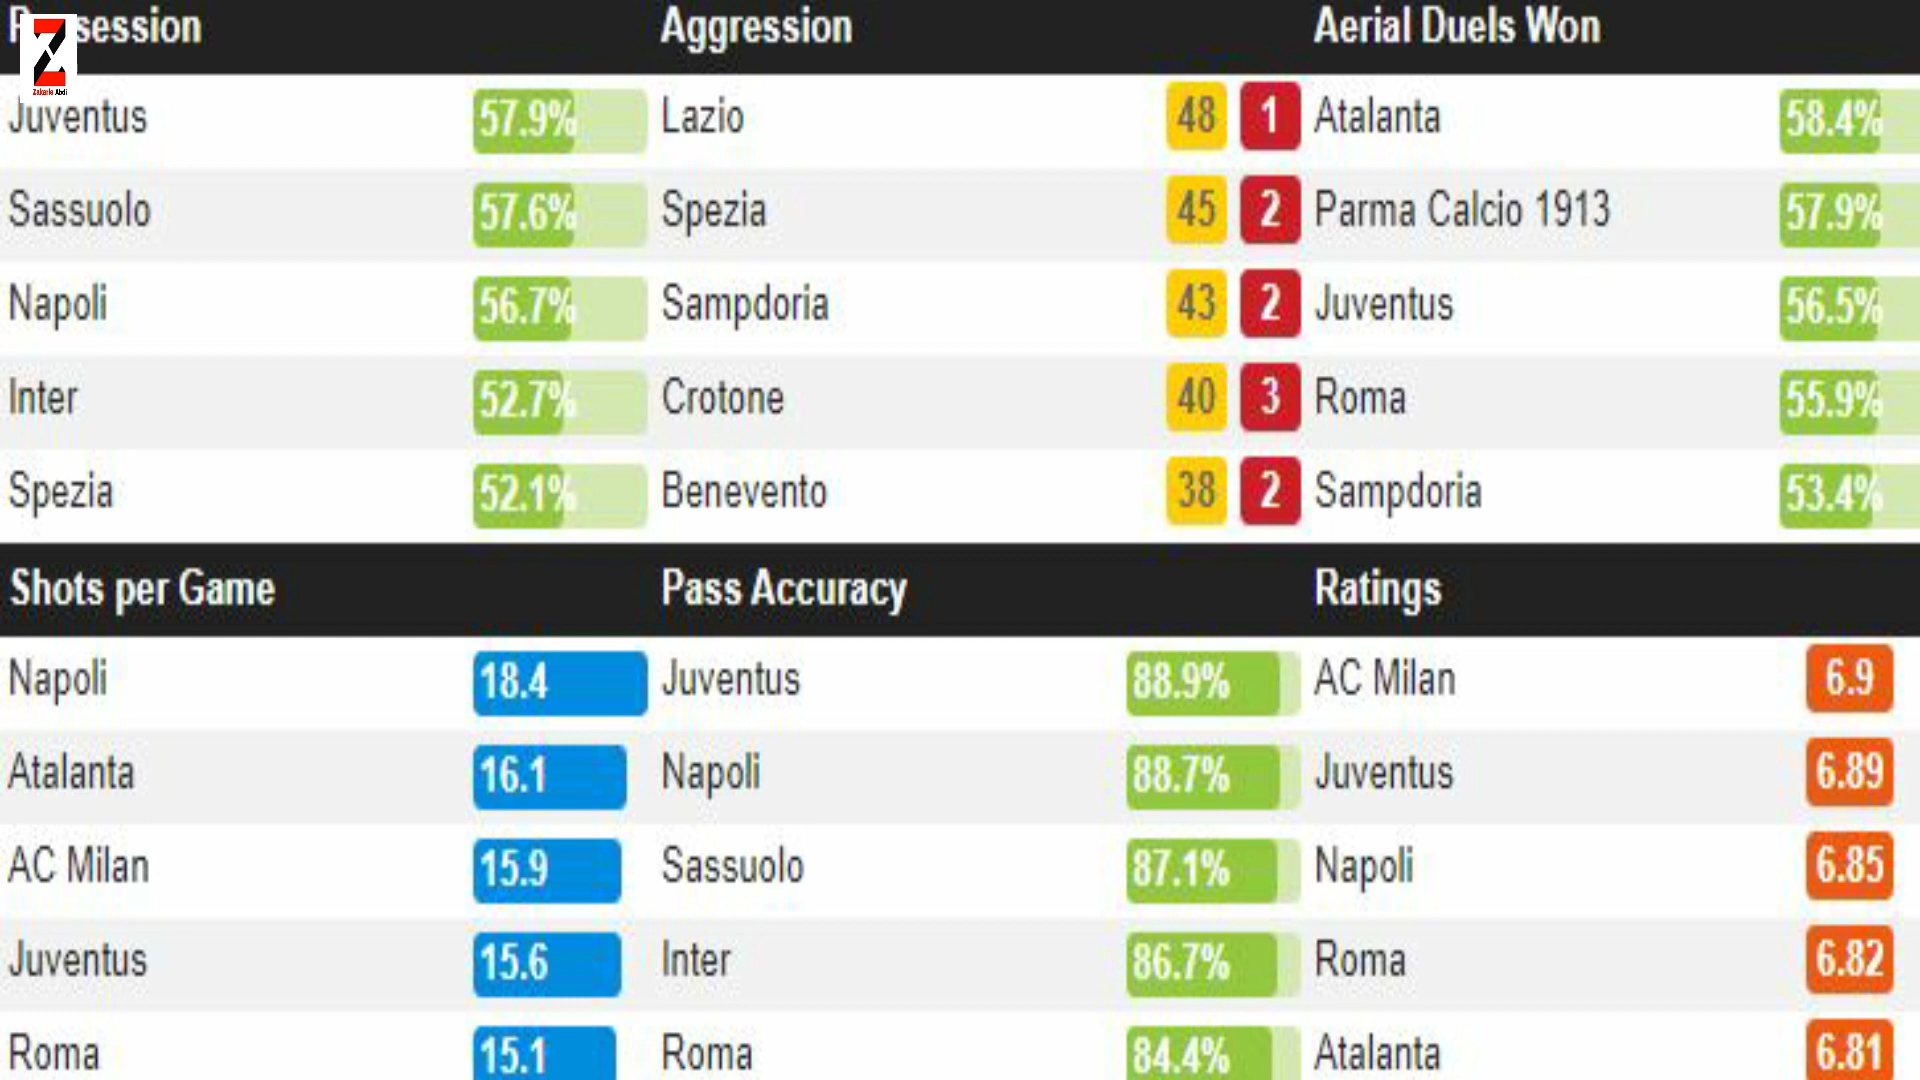 Possession Aggression Aerial Duels Won
Zakarie Abdi
Juventus 57.9% Lazio 48 1 Atalanta 58.4%
Sassuolo 57.6% Spezia 45 2 Parma Calcio 1913 57.9%
Napoli 56.7% Sampdoria 43 2 Juventus 56.5%
Inter 52.7% Crotone 40 3 Roma 55.9%
Spezia 52.1% Benevento 38 2 Sampdoria 53.4%
Shots per Game Pass Accuracy Ratings
Napoli 18.4 Juventus 88.9% AC Milan 6.9
Atalanta 16.1 Napoli 88.7% Juventus 6.89
AC Milan 15.9 Sassuolo 87.1% Napoli 6.85
Juventus 15.6 Inter 86.7% Roma 6.82
Roma 15.1 Roma 84.4% Atalanta 6.81